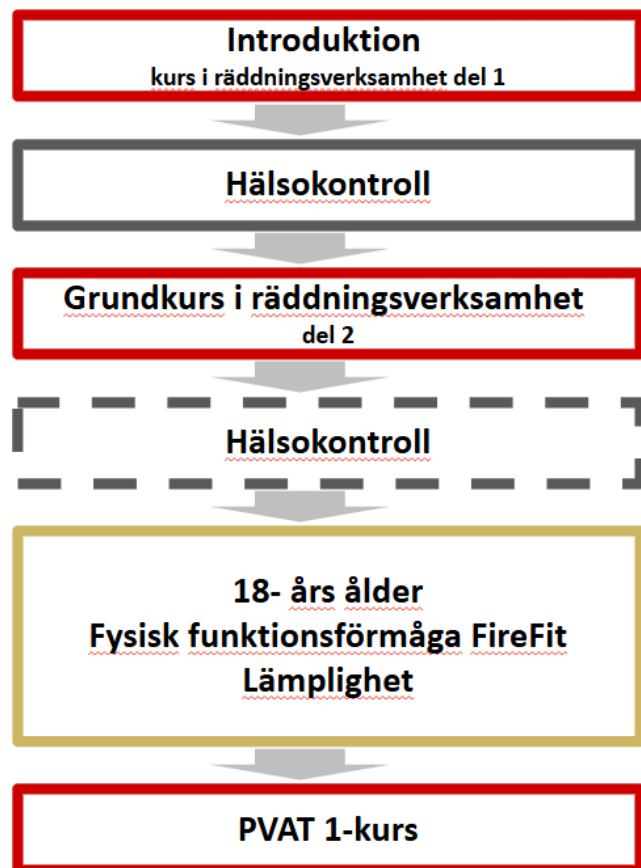 Introduktion
kurs i räddningsverksamhet del 1
Hälsokontroll
Grundkurs i räddningsverksamhet
del 2
Hälsokontroll
18- års ålder
Fysisk funktionsförmåga FireFit
Lämplighet
PVAT 1-kurs